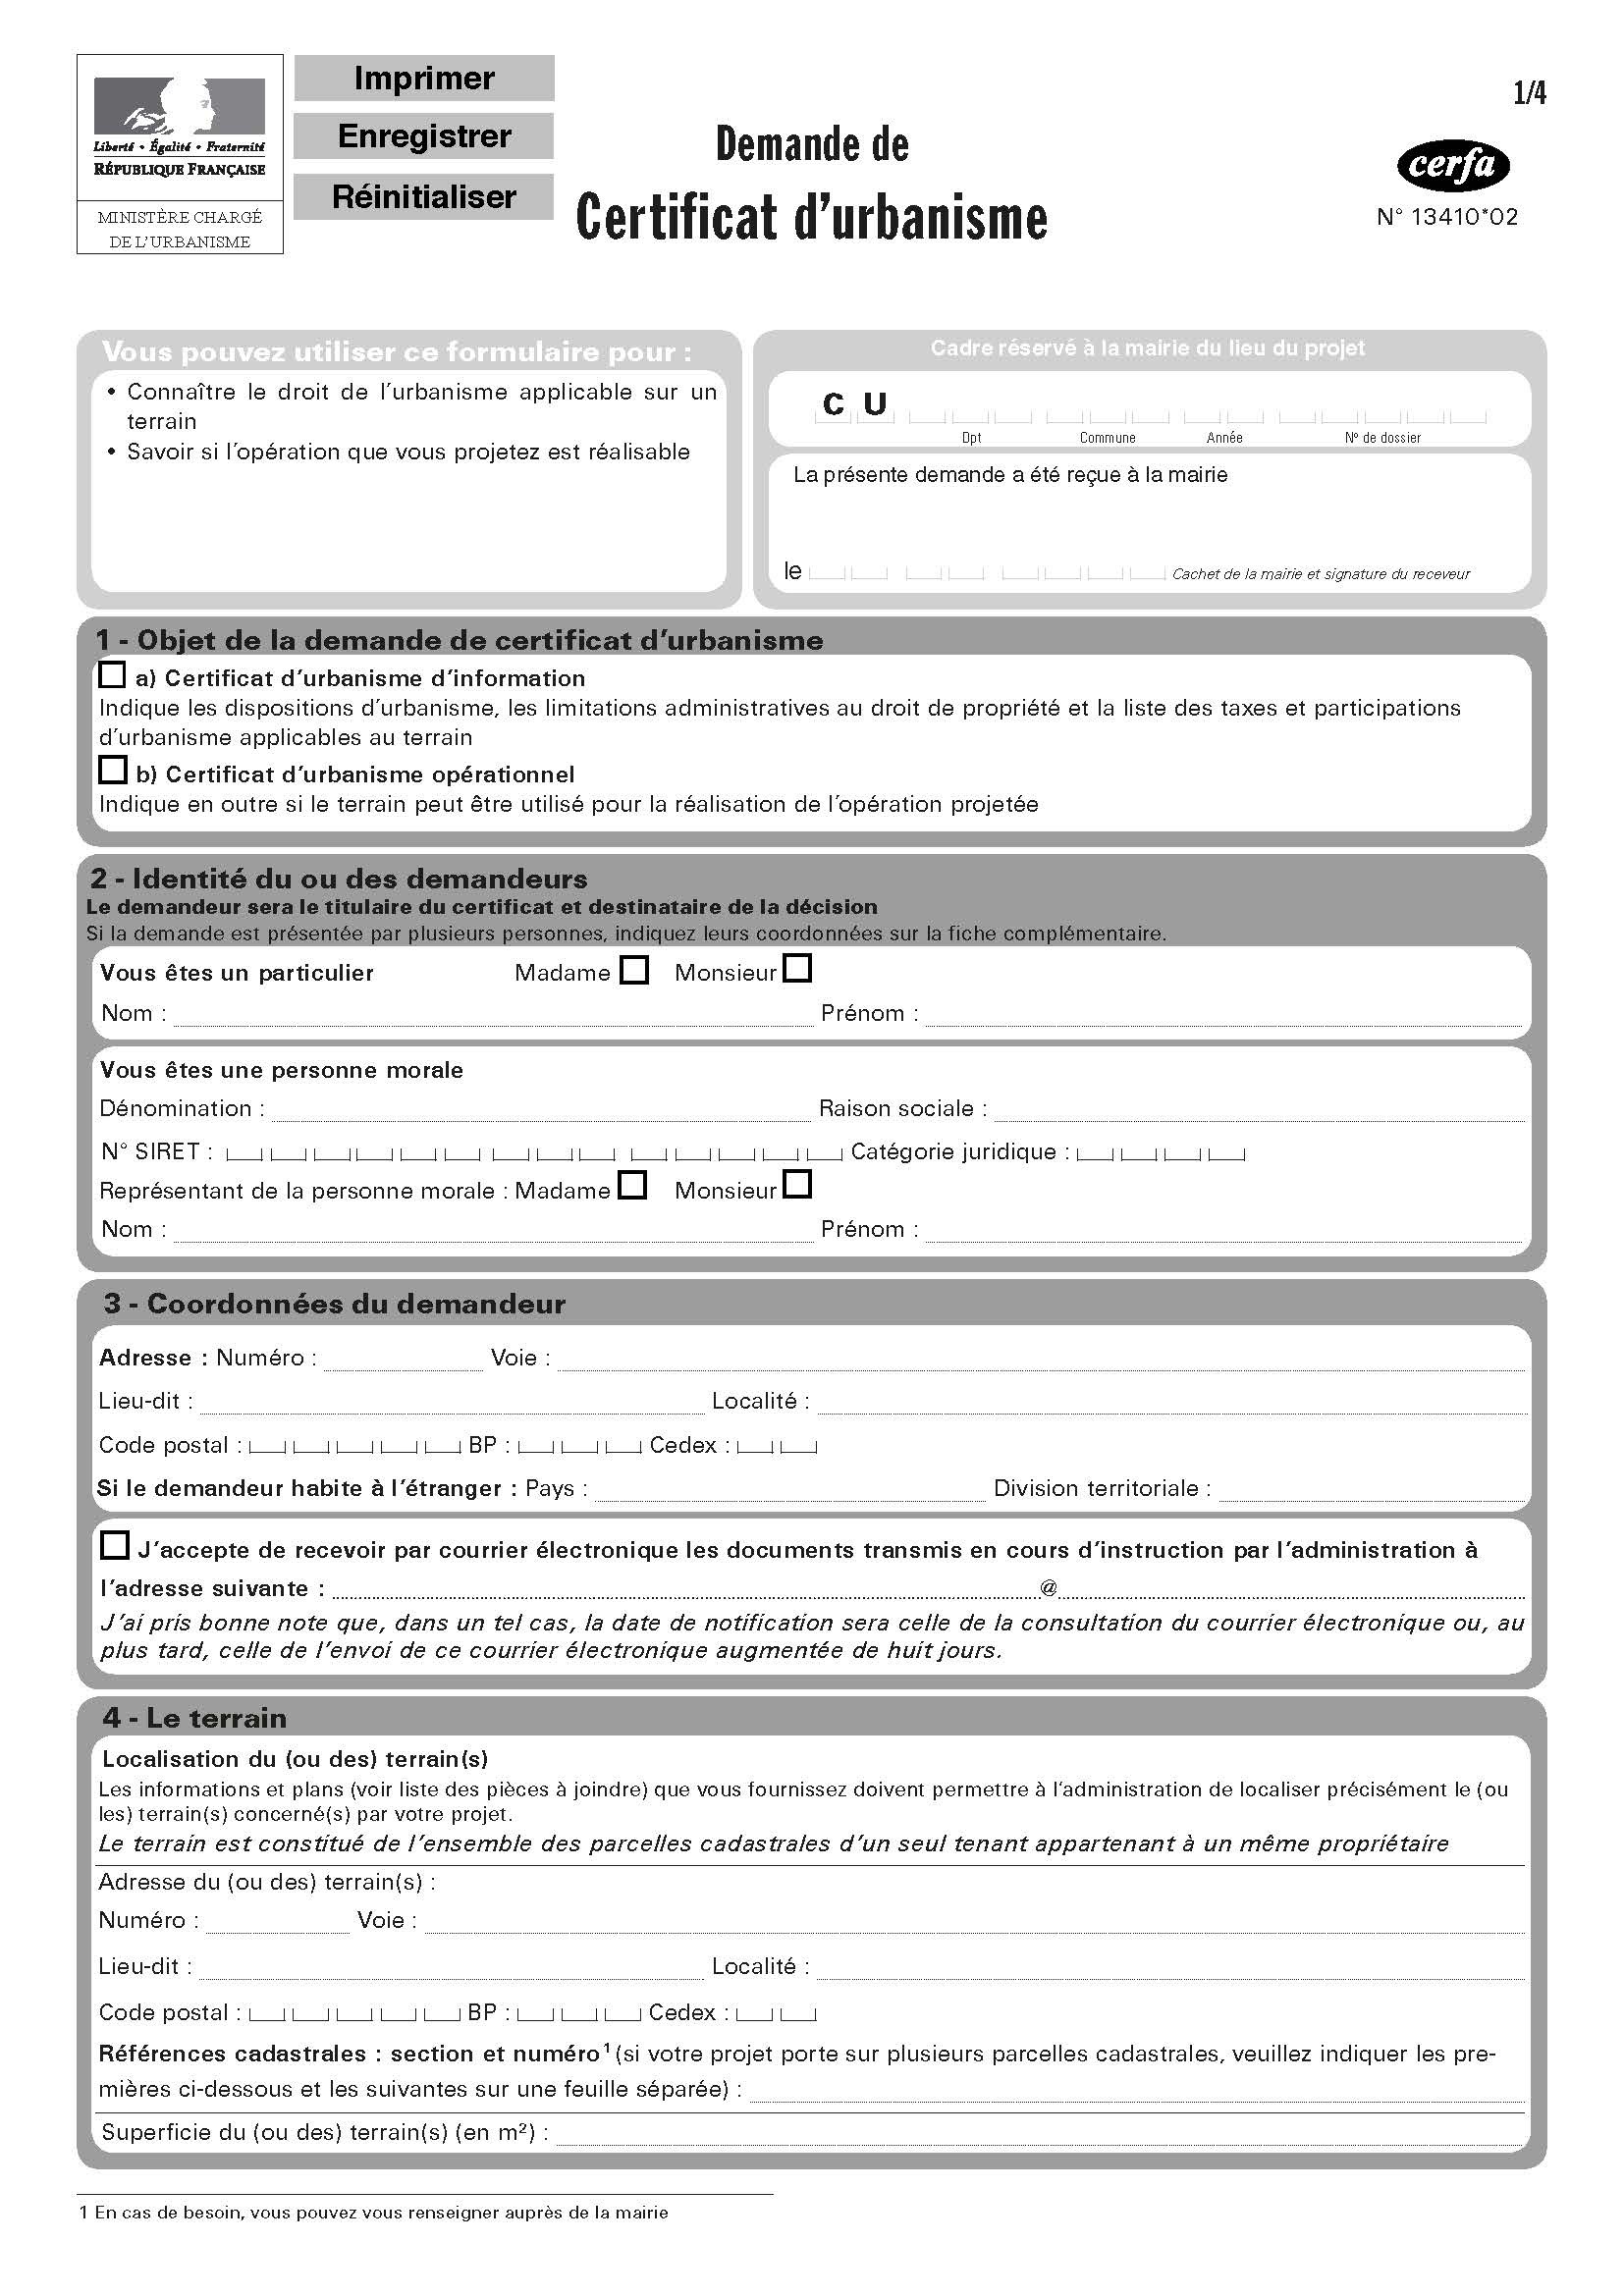 Imprimer
Enregistrer
Réinitialiser
Liberté • Égalité • Fraternité
RÉPUBLIQUE FRANÇAISE
MINISTÈRE CHARGÉ
DE L'URBANISME
1/4
Demande de
Certificat d'urbanisme
cerfa
N° 13410*02
Vous pouvez utiliser ce formulaire pour :
• Connaître le droit de l'urbanisme applicable sur un
terrain
• Savoir si l'opération que vous projetez est réalisable
Cadre réservé à la mairie du lieu du projet
C U
Dpt Commune Année Nº de dossier
La présente demande a été reçue à la mairie
le Cachet de la mairie et signature du receveur
1 - Objet de la demande de certificat d'urbanisme
a) Certificat d'urbanisme d'information
Indique les dispositions d'urbanisme, les limitations administratives au droit de propriété et la liste des taxes et participations
d'urbanisme applicables au terrain
b) Certificat d'urbanisme opérationnel
Indique en outre si le terrain peut être utilisé pour la réalisation de l'opération projetée
2 - Identité du ou des demandeurs
Le demandeur sera le titulaire du certificat et destinataire de la décision
Si la demande est présentée par plusieurs personnes, indiquez leurs coordonnées sur la fiche complémentaire.
Vous êtes un particulier Madame Monsieur
Nom : Prénom :
Vous êtes une personne morale
Dénomination : Raison sociale :
N° SIRET : Catégorie juridique :
Représentant de la personne morale : Madame Monsieur
Nom : Prénom :
3 - Coordonnées du demandeur
Adresse : Numéro : Voie :
Lieu-dit : Localité :
Code postal : BP : Cedex :
Si le demandeur habite à l'étranger : Pays : Division territoriale :
J'accepte de recevoir par courrier électronique les documents transmis en cours d'instruction par l'administration à
l'adresse suivante : @
J'ai pris bonne note que, dans un tel cas, la date de notification sera celle de la consultation du courrier électronique ou, au
plus tard, celle de l'envoi de ce courrier électronique augmentée de huit jours.
4 - Le terrain
Localisation du (ou des) terrain(s)
Les informations et plans (voir liste des pièces à joindre) que vous fournissez doivent permettre à l'administration de localiser précisément le (ou
les) terrain(s) concerné(s) par votre projet.
Le terrain est constitué de l'ensemble des parcelles cadastrales d'un seul tenant appartenant à un même propriétaire
Adresse du (ou des) terrain(s) :
Numéro : Voie :
Lieu-dit : Localité :
Code postal : BP : Cedex :
Références cadastrales : section et numéro¹ (si votre projet porte sur plusieurs parcelles cadastrales, veuillez indiquer les pre-
mières ci-dessous et les suivantes sur une feuille séparée) :
Superficie du (ou des) terrain(s) (en m²) :
1 En cas de besoin, vous pouvez vous renseigner auprès de la mairie